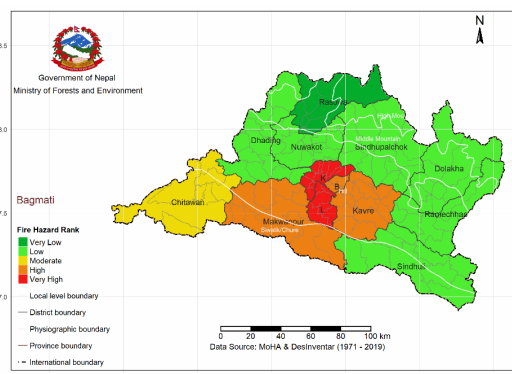 N
Government of Nepal
Ministry of Forests and Environment
Rasuwa
High Mou
Middle Mountain
Dhading
Nuwakot
Sindhupalchok
Dolakha
Bagmati
Chitawan
B
Hill
Kavre
Ramechhap
Makwanpur
Siwalik/Chure
Sindhuli
Fire Hazard Rank
Very Low
Low
Moderate
High
Very High
Local level boundary
District boundary
Physiographic boundary
Province boundary
International boundary
0 20 40 60 80 100 km
Data Source: MoHA & DesInventar (1971 - 2019)